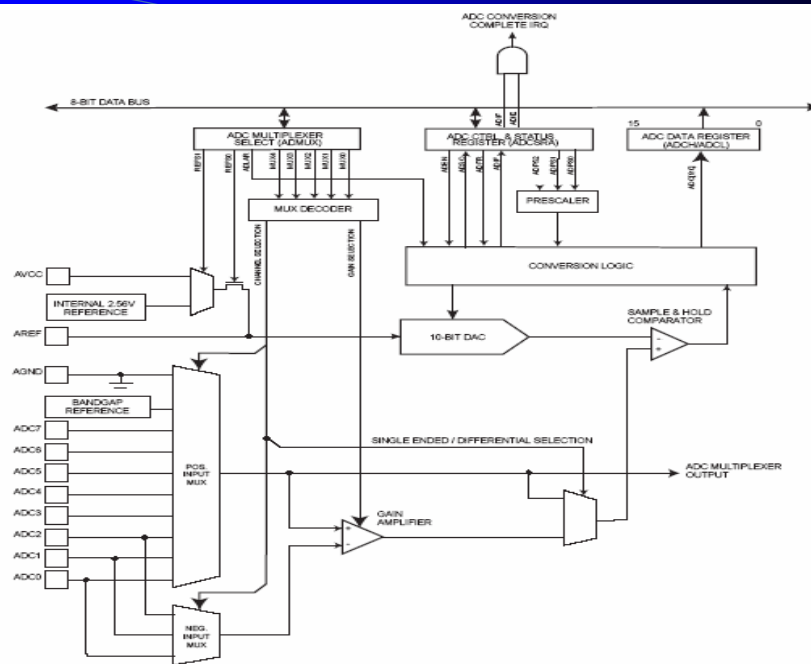 ADC CONVERSION
COMPLETE IRQ
8-BIT DATA BUS
ADIF
ADIE
15
0
ADC MULTIPLEXER
SELECT (ADMUX)
ADC CTRL. & STATUS
REGISTER (ADCSRA)
ADC DATA REGISTER
(ADCH/ADCL)
REFS1
REFS0
ADLAR
MUX4
MUX3
MUX2
MUX1
MUX0
ADEN
ADSC
ADIF
ADPS2
ADPS1
ADPS0
MUX DECODER
PRESCALER
CHANNEL SELECTION
GAIN SELECTION
CONVERSION LOGIC
AVCC
INTERNAL 2.56V
REFERENCE
SAMPLE & HOLD
COMPARATOR
AREF
10-BIT DAC
-
+
AGND
BANDGAP
REFERENCE
ADC7
SINGLE ENDED / DIFFERENTIAL SELECTION
ADC6
ADC5
POS.
INPUT
MUX
ADC MULTIPLEXER
OUTPUT
ADC4
ADC3
GAIN
AMPLIFIER
ADC2
+
-
ADC1
ADC0
NEG.
INPUT
MUX